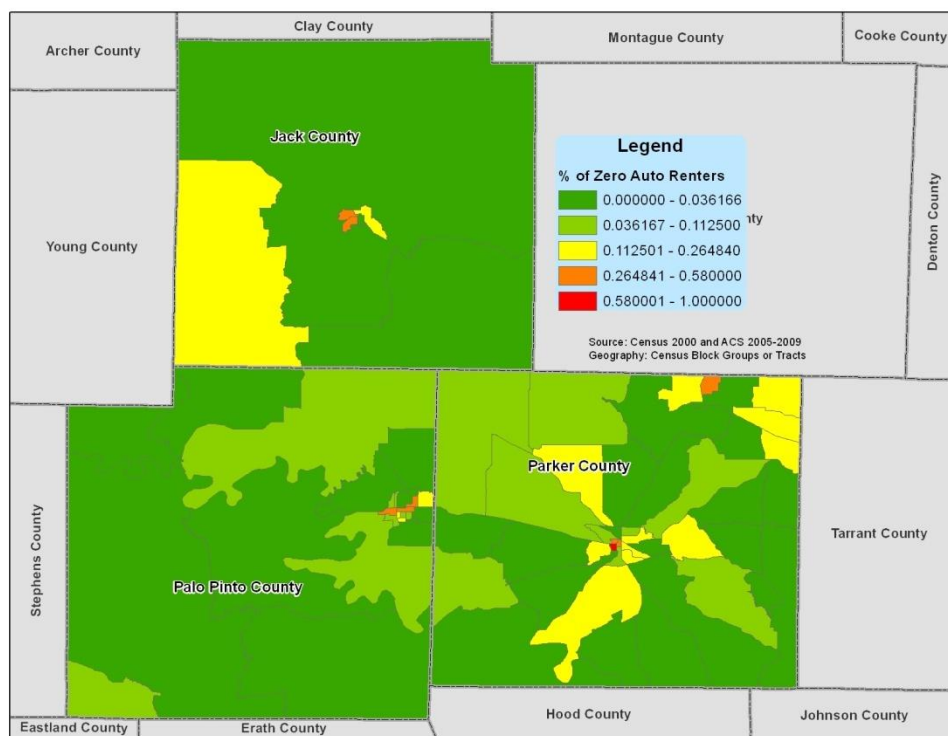 Clay County
Archer County
Montague County
Cooke County
Jack County
Legend
% of Zero Auto Renters
0.000000 - 0.036166
0.036167 - 0.112500
0.112501 - 0.264840
0.264841 - 0.580000
0.580001 - 1.000000
nty
Young County
Denton County
Source: Census 2000 and ACS 2005-2009
Geography: Census Block Groups or Tracts
Parker County
Tarrant County
Stephens County
Palo Pinto County
Hood County
Johnson County
Eastland County
Erath County